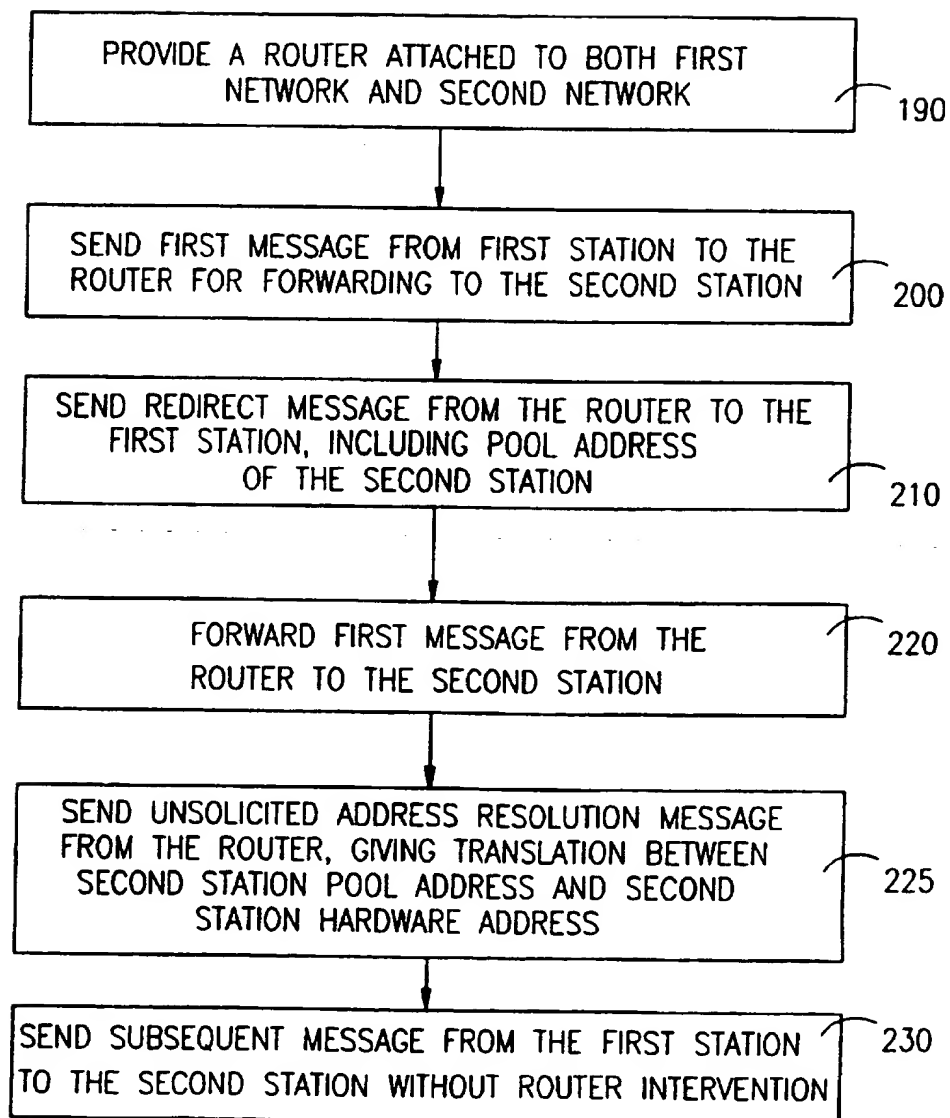 PROVIDE A ROUTER ATTACHED TO BOTH FIRST
NETWORK AND SECOND NETWORK
190
SEND FIRST MESSAGE FROM FIRST STATION TO THE
ROUTER FOR FORWARDING TO THE SECOND STATION
200
SEND REDIRECT MESSAGE FROM THE ROUTER TO THE
FIRST STATION, INCLUDING POOL ADDRESS
OF THE SECOND STATION
210
FORWARD FIRST MESSAGE FROM THE
ROUTER TO THE SECOND STATION
220
SEND UNSOLICITED ADDRESS RESOLUTION MESSAGE
FROM THE ROUTER, GIVING TRANSLATION BETWEEN
SECOND STATION POOL ADDRESS AND SECOND
STATION HARDWARE ADDRESS
225
SEND SUBSEQUENT MESSAGE FROM THE FIRST STATION
TO THE SECOND STATION WITHOUT ROUTER INTERVENTION
230